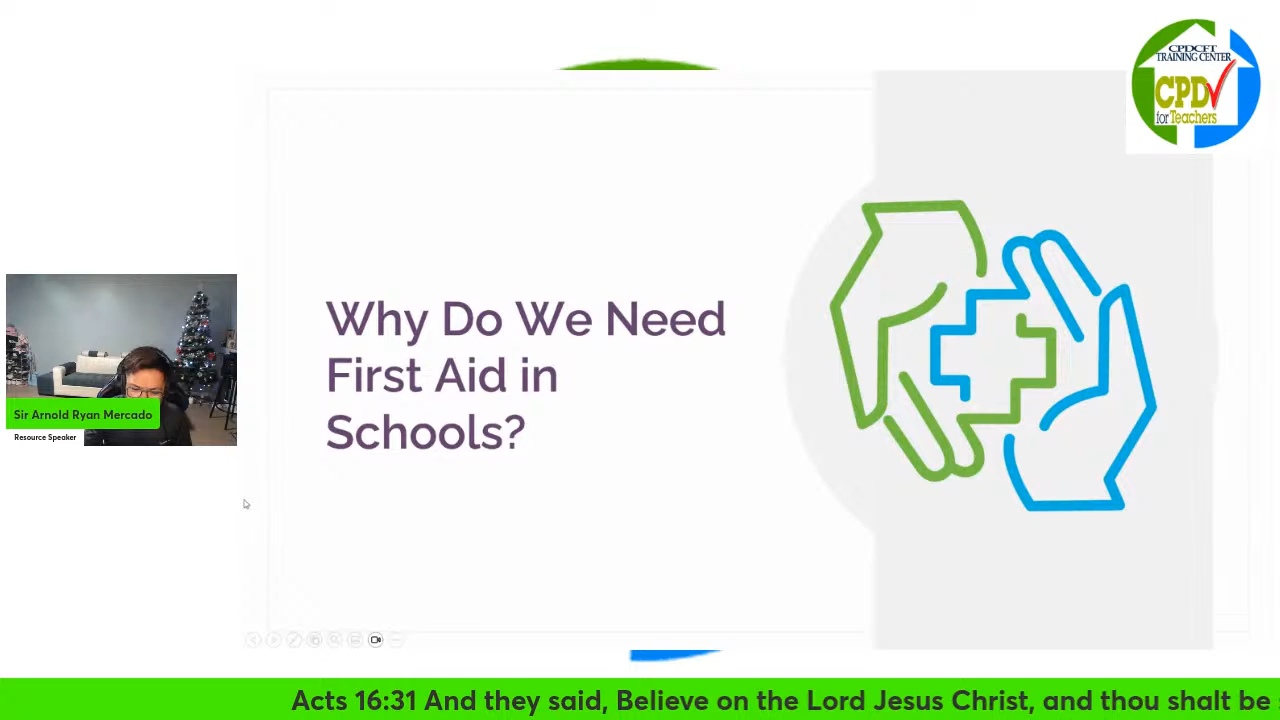 CPDCFT
TRAINING CENTER
CPD
for Teachers
Why Do We Need
First Aid in
Schools?
Sir Arnold Ryan Mercado
Resource Speaker
Acts 16:31 And they said, Believe on the Lord Jesus Christ, and thou shalt be